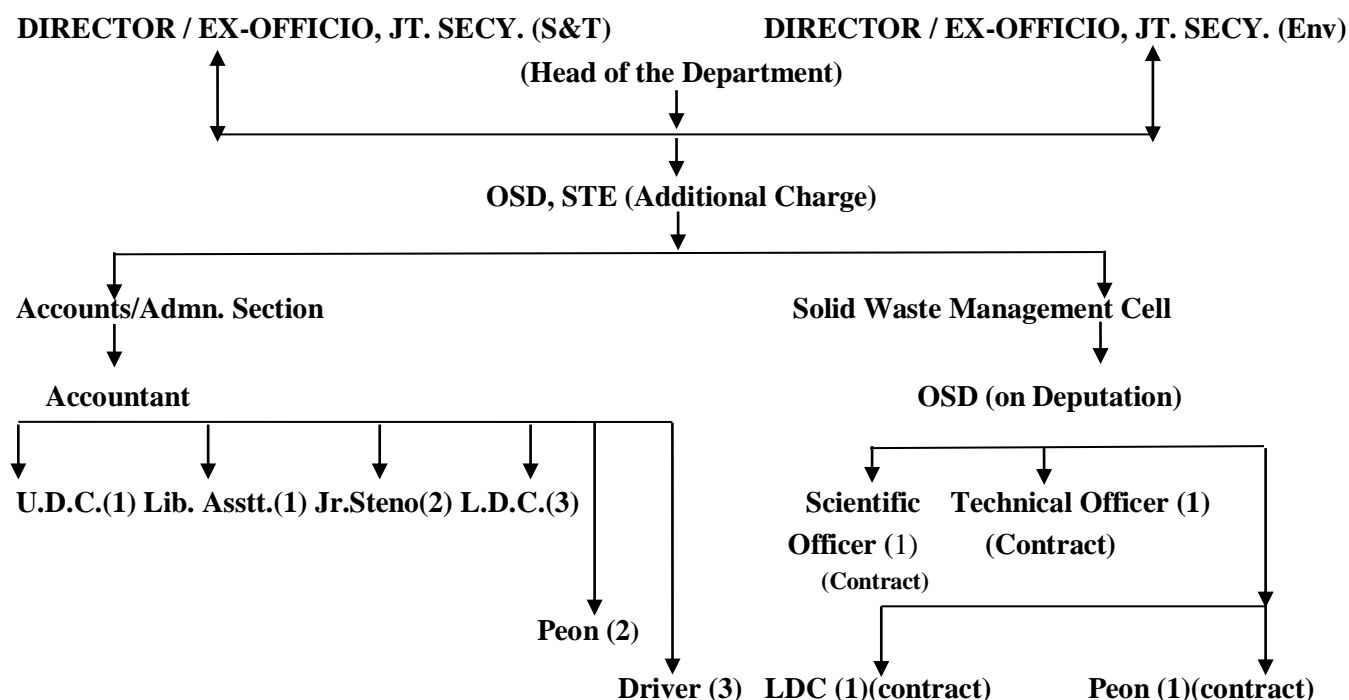 DIRECTOR / EX-OFFICIO, JT. SECY. (S&T) DIRECTOR / EX-OFFICIO, JT. SECY. (Env)
(Head of the Department)
OSD, STE (Additional Charge)
Accounts/Admn. Section Solid Waste Management Cell
Accountant OSD (on Deputation)
U.D.C.(1) Lib. Asstt.(1) Jr.Steno(2) L.D.C.(3) Scientific Technical Officer (1)
Officer (1) (Contract)
(Contract)
Peon (2)
Driver (3) LDC (1)(contract) Peon (1)(contract)